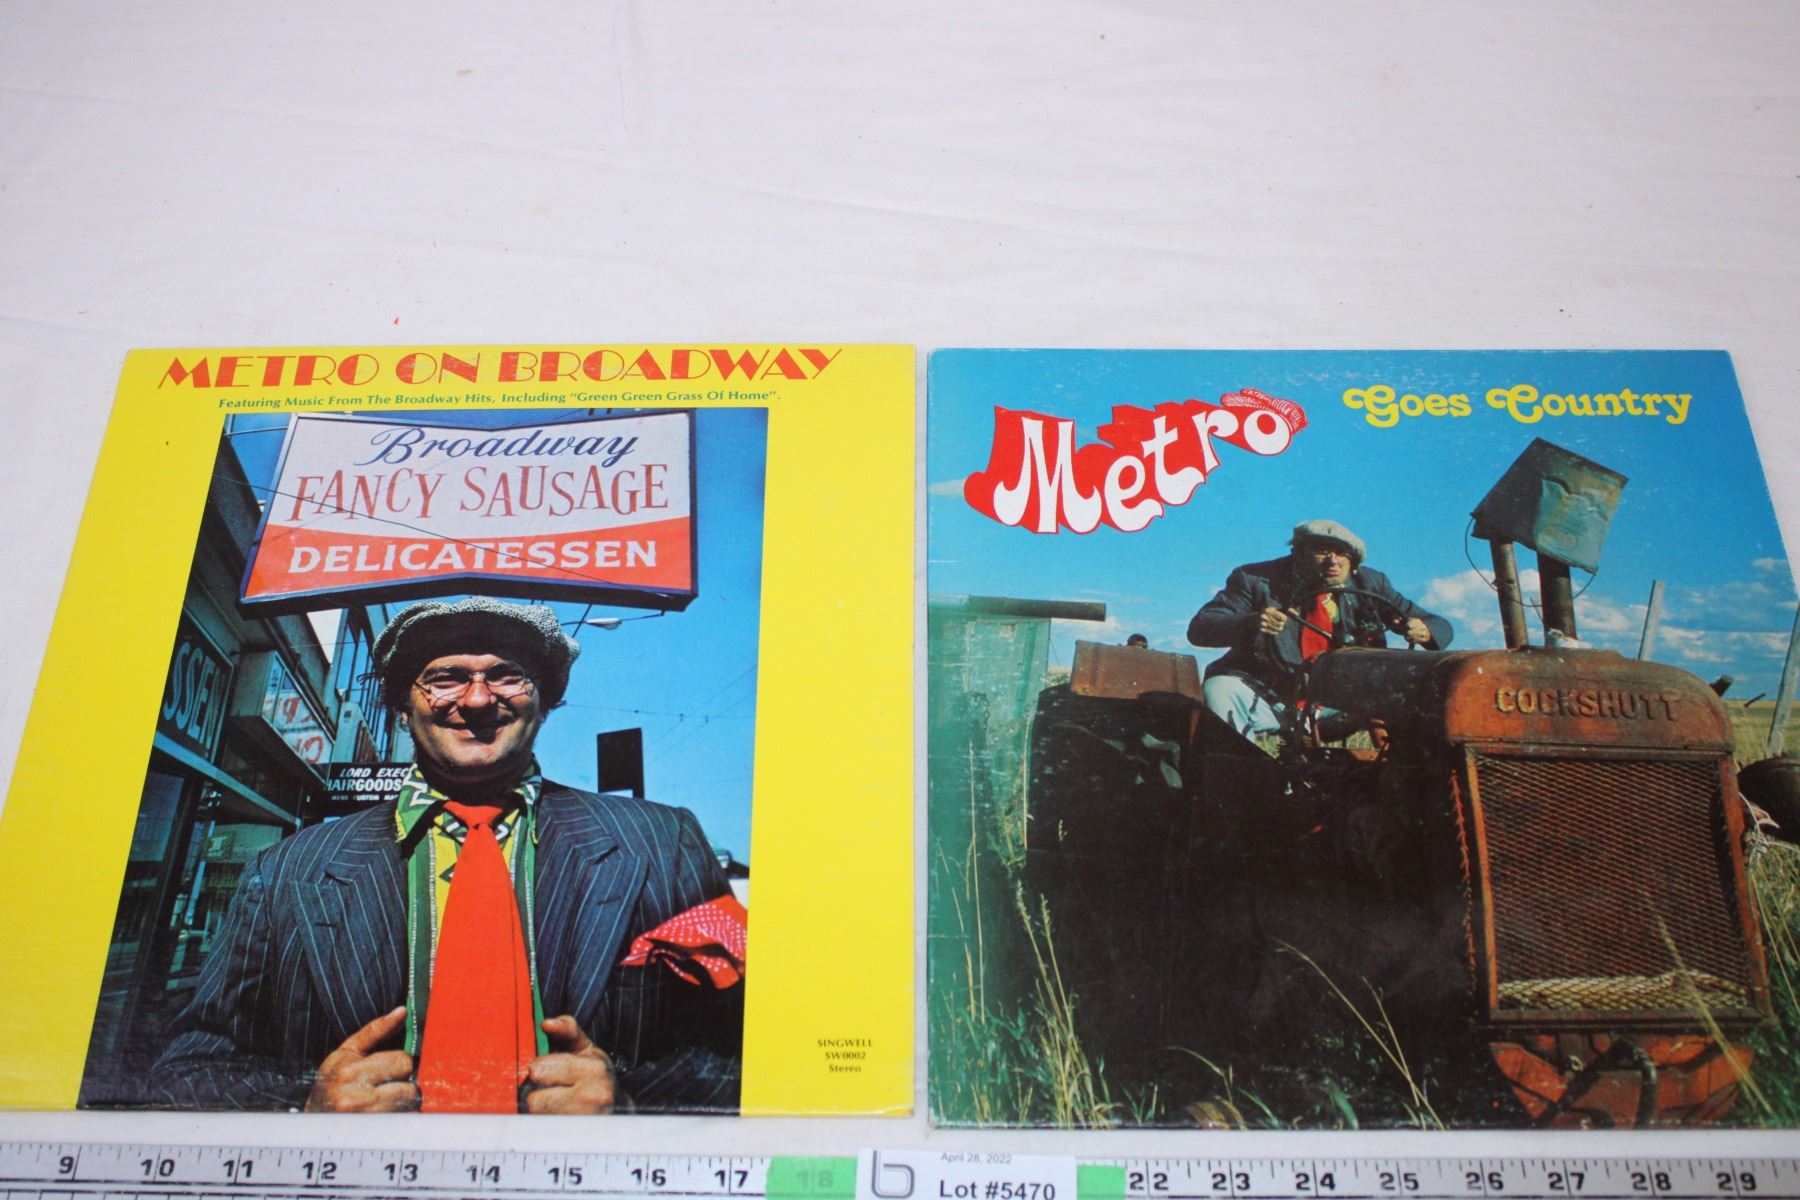 METRO ON BROADWAY
Featuring Music From The Broadway Hits, Including "Green Green Grass Of Home".
Broadway
FANCY SAUSAGE
DELICATESSEN
SSIEN
LORD EXEC
HAIRGOODS
SINGWELL
SW0002
Stereo
Metro
Goes Country
COCKSHUTT
9 10 11 12 13 14 15 16 17 18 22 23 24 25 26 27 28 29
b
April 28, 2022
Lot #5470